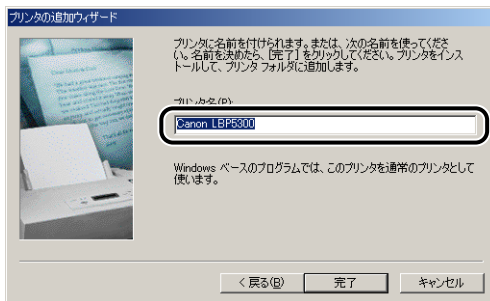 プリンタの追加ウィザード
プリンタに名前を付けられます。または、次の名前を使ってくださ
い。名前を決めたら、[完了]をクリックしてください。プリンタをインス
トールして、プリンタ フォルダに追加します。
プリンタ名(P):
Canon LBP5300
Windows ベースのプログラムでは、このプリンタを通常のプリンタとして
使います。
< 戻る(B)
完了
キャンセル